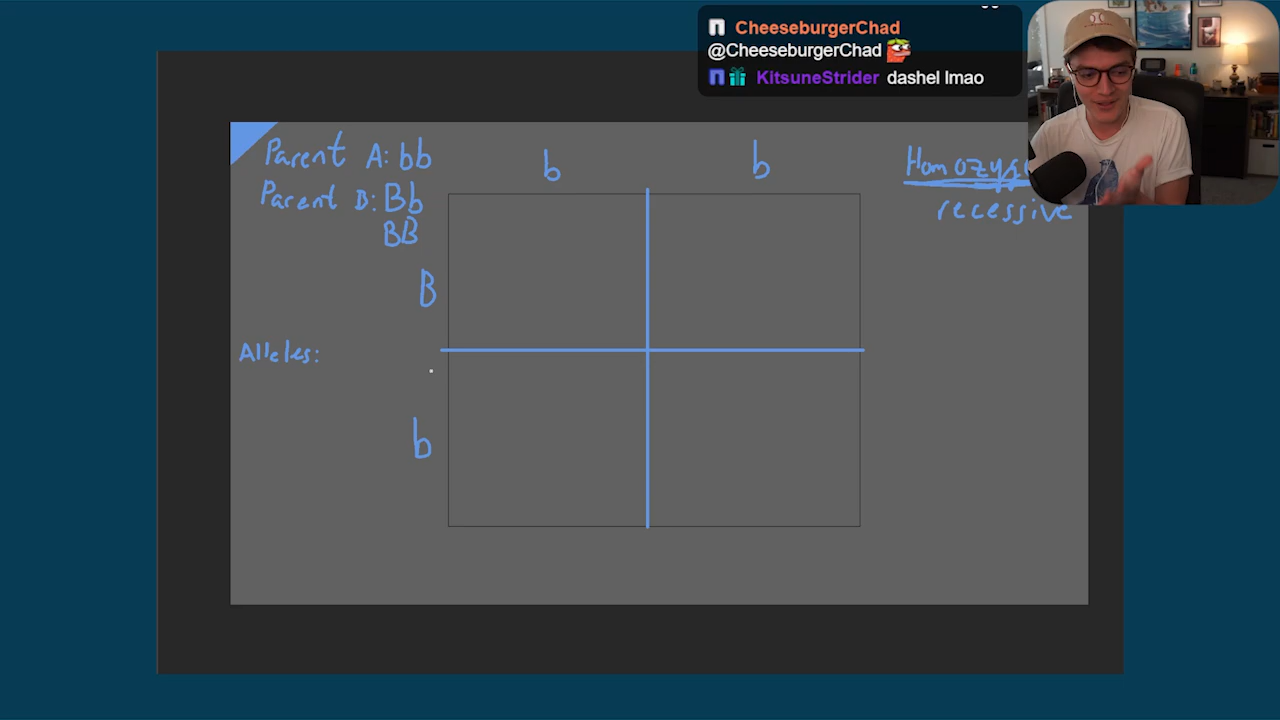 CheeseburgerChad
@CheeseburgerChad
KitsuneStrider dashel lmao
Parent A: bb
Parent B: Bb
BB
b b
B
Alleles:
b
recessive